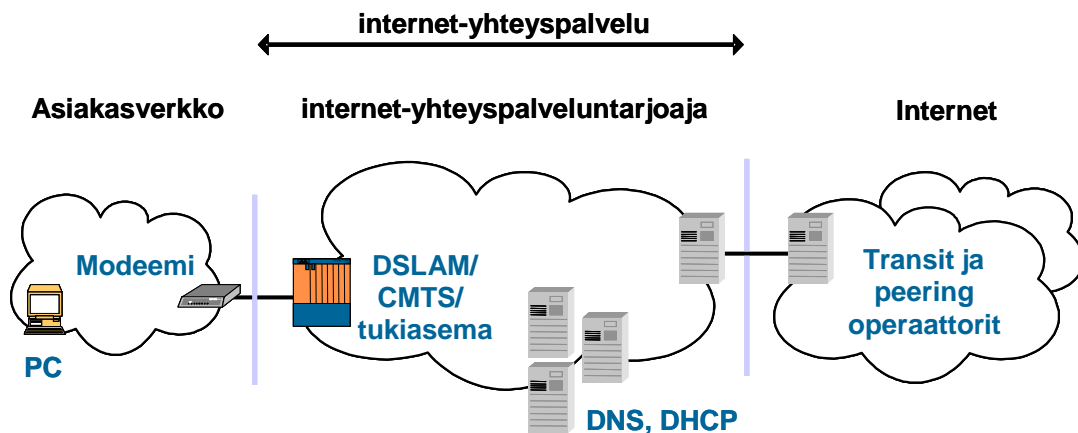 internet-yhteyspalvelu
Asiakasverkko
internet-yhteyspalveluntarjoaja
Internet
Modeemi
PC
DSLAM/
CMTS/
tukiasema
DNS, DHCP
Transit ja
peering
operaattorit